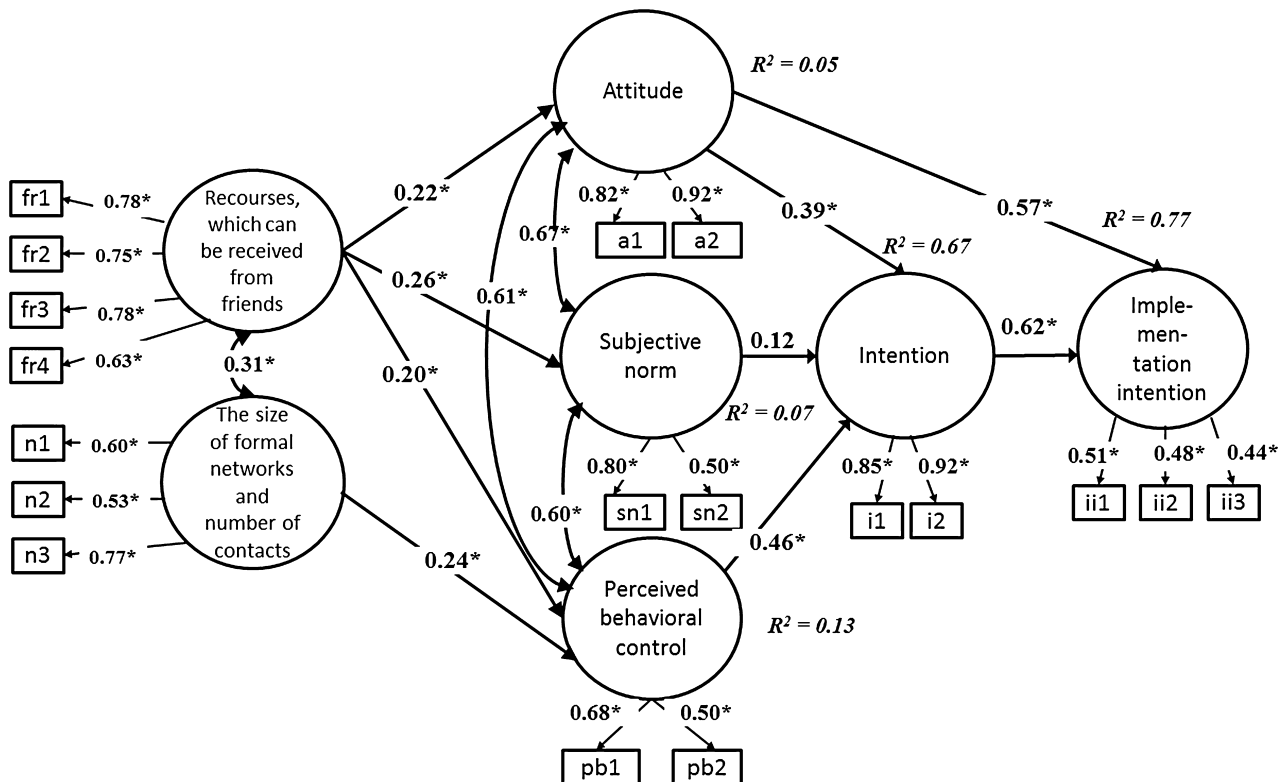 Attitude
R² = 0.05
fr1
0.78*
fr2
0.75*
fr3
0.78*
fr4
0.63*
Recourses,
which can
be received
from
friends
0.22*
0.26*
0.20*
0.31*
n1
0.60*
n2
0.53*
n3
0.77*
The size
of formal
networks
and
number of
contacts
0.24*
0.82*
0.92*
a1
a2
0.67*
0.61*
0.60*
0.39*
0.57*
Subjective
norm
R² = 0.07
0.80*
0.50*
sn1
sn2
0.12
0.46*
Perceived
behavioral
control
R² = 0.13
0.68*
0.50*
pb1
pb2
R² = 0.67
Intention
0.85*
0.92*
i1
i2
0.62*
R² = 0.77
Imple-
men-
tation
intention
0.51*
0.48*
0.44*
ii1
ii2
ii3